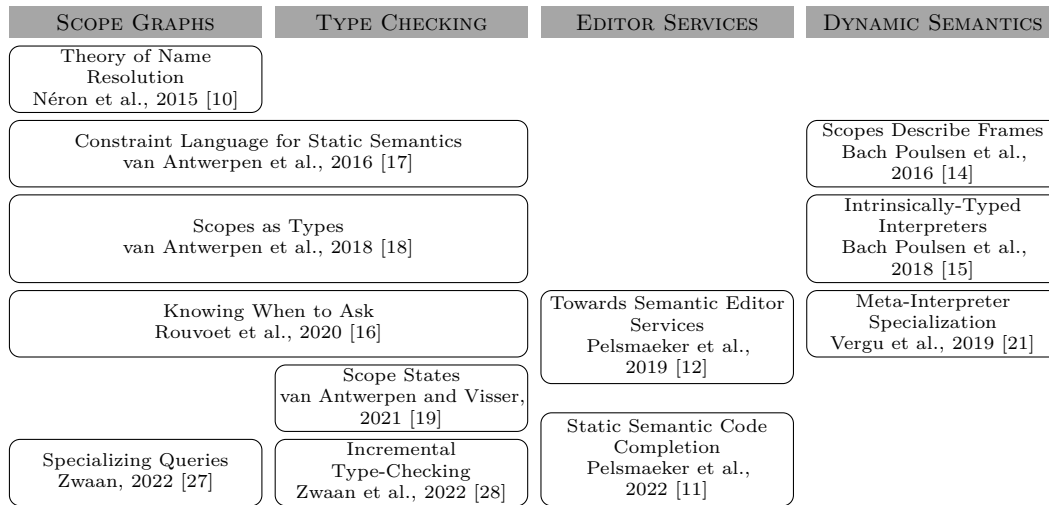 SCOPE GRAPHS
TYPE CHECKING
EDITOR SERVICES
DYNAMIC SEMANTICS
Theory of Name
Resolution
Néron et al., 2015 [10]
Constraint Language for Static Semantics
van Antwerpen et al., 2016 [17]
Scopes Describe Frames
Bach Poulsen et al.,
2016 [14]
Scopes as Types
van Antwerpen et al., 2018 [18]
Intrinsically-Typed
Interpreters
Bach Poulsen et al.,
2018 [15]
Knowing When to Ask
Rouvoet et al., 2020 [16]
Towards Semantic Editor
Services
Pelsmaeker et al.,
2019 [12]
Meta-Interpreter
Specialization
Vergu et al., 2019 [21]
Scope States
van Antwerpen and Visser,
2021 [19]
Static Semantic Code
Completion
Pelsmaeker et al.,
2022 [11]
Specializing Queries
Zwaan, 2022 [27]
Incremental
Type-Checking
Zwaan et al., 2022 [28]